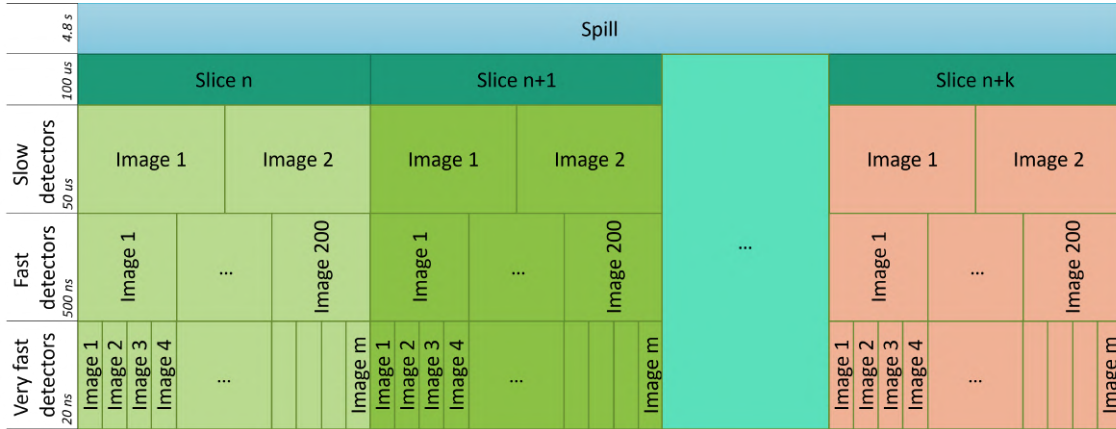 4.8 s
Spill
100 us
Slice n
Slice n+1
Slice n+k
Slow
detectors
50 us
Image 1
Image 2
Image 1
Image 2
...
Image 1
Image 2
Fast
detectors
500 ns
Image 1
...
Image 200
Image 1
...
Image 200
Image 1
...
Image 200
Very fast
detectors
20 ns
Image 1
Image 2
Image 3
Image 4
...
Image m
Image 1
Image 2
Image 3
Image 4
...
Image m
Image 1
Image 2
Image 3
Image 4
...
Image m